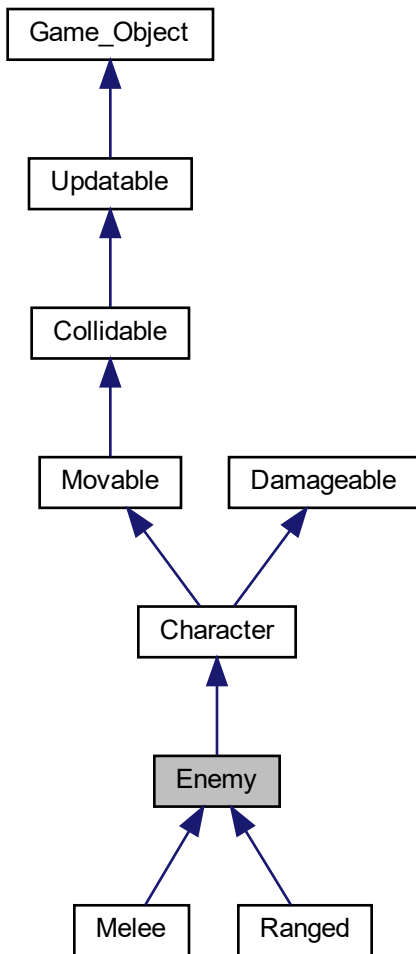 Game_Object
Updatable
Collidable
Movable
Damageable
Character
Enemy
Melee
Ranged